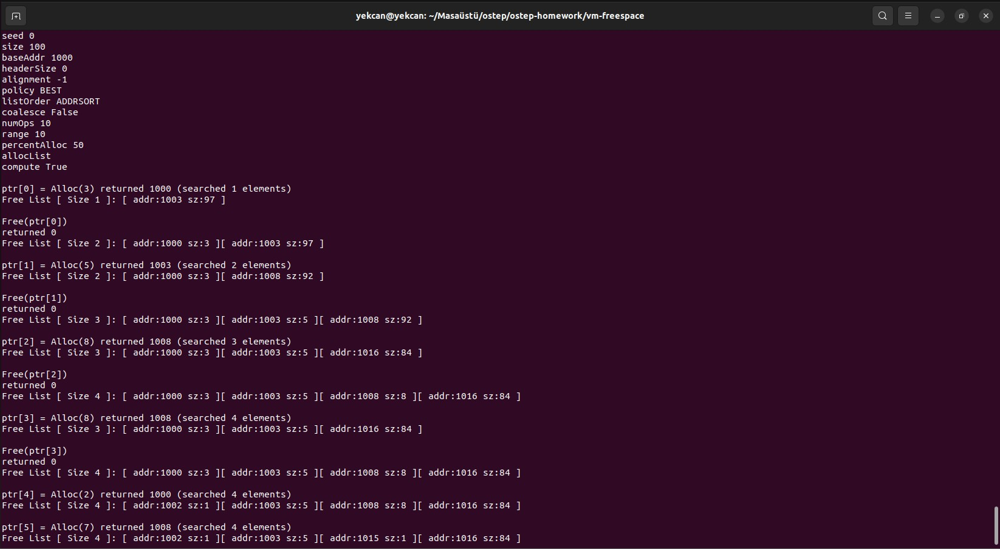 yekcan@yekcan: ~/Masaüstü/ostep/ostep-homework/vm-freespace
seed 0
size 100
baseAddr 1000
headerSize 0
alignment -1
policy BEST
listOrder ADDRSORT
coalesce False
numOps 10
range 10
percentAlloc 50
allocList
compute True
ptr[0] = Alloc(3) returned 1000 (searched 1 elements)
Free List [ Size 1 ]: [ addr:1003 sz:97 ]
Free(ptr[0])
returned 0
Free List [ Size 2 ]: [ addr:1000 sz:3 ][ addr:1003 sz:97 ]
ptr[1] = Alloc(5) returned 1003 (searched 2 elements)
Free List [ Size 2 ]: [ addr:1000 sz:3 ][ addr:1008 sz:92 ]
Free(ptr[1])
returned 0
Free List [ Size 3 ]: [ addr:1000 sz:3 ][ addr:1003 sz:5 ][ addr:1008 sz:92 ]
ptr[2] = Alloc(8) returned 1008 (searched 3 elements)
Free List [ Size 3 ]: [ addr:1000 sz:3 ][ addr:1003 sz:5 ][ addr:1016 sz:84 ]
Free(ptr[2])
returned 0
Free List [ Size 4 ]: [ addr:1000 sz:3 ][ addr:1003 sz:5 ][ addr:1008 sz:8 ][ addr:1016 sz:84 ]
ptr[3] = Alloc(8) returned 1008 (searched 4 elements)
Free List [ Size 3 ]: [ addr:1000 sz:3 ][ addr:1003 sz:5 ][ addr:1016 sz:84 ]
Free(ptr[3])
returned 0
Free List [ Size 4 ]: [ addr:1000 sz:3 ][ addr:1003 sz:5 ][ addr:1008 sz:8 ][ addr:1016 sz:84 ]
ptr[4] = Alloc(2) returned 1000 (searched 4 elements)
Free List [ Size 4 ]: [ addr:1002 sz:1 ][ addr:1003 sz:5 ][ addr:1008 sz:8 ][ addr:1016 sz:84 ]
ptr[5] = Alloc(7) returned 1008 (searched 4 elements)
Free List [ Size 4 ]: [ addr:1002 sz:1 ][ addr:1003 sz:5 ][ addr:1015 sz:1 ][ addr:1016 sz:84 ]